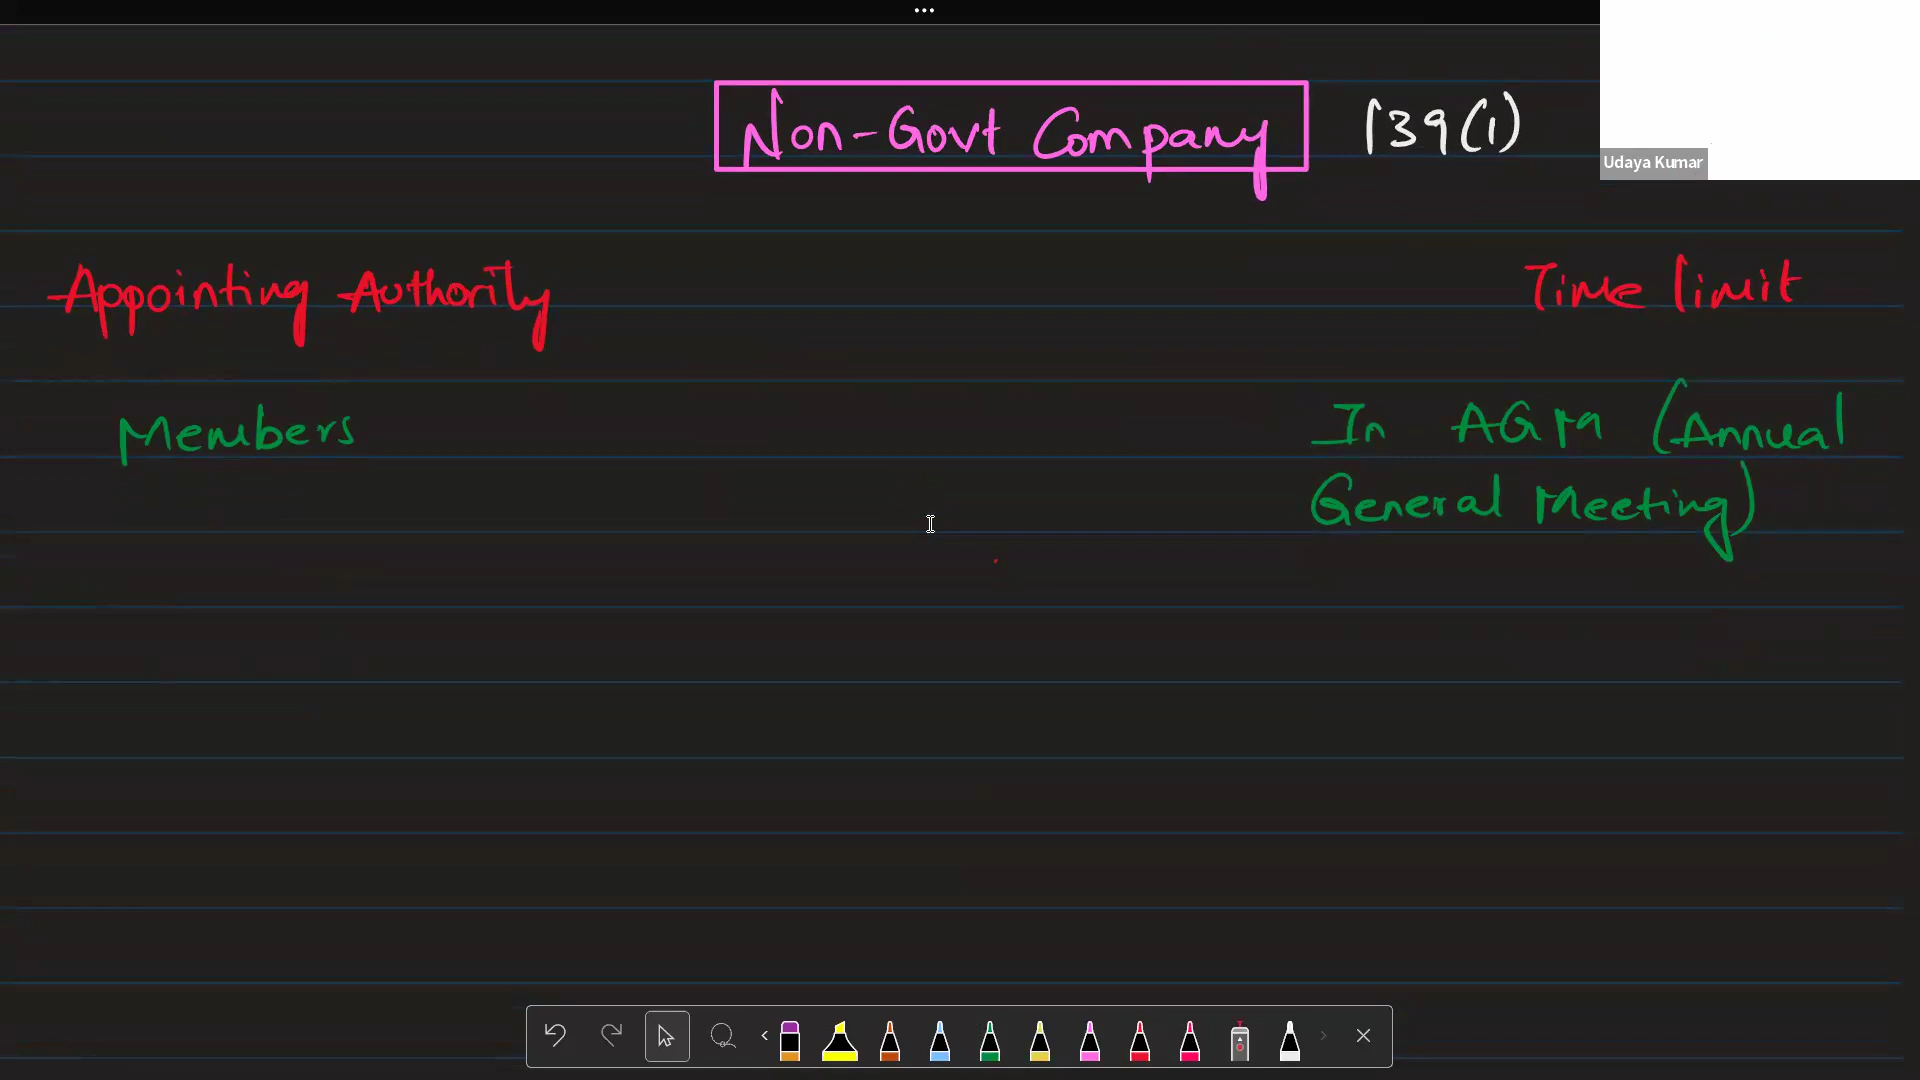 Non-Govt Company 139(1)
Udaya Kumar
Appointing Authority Time limit
Members In AGM (Annual
General Meeting)